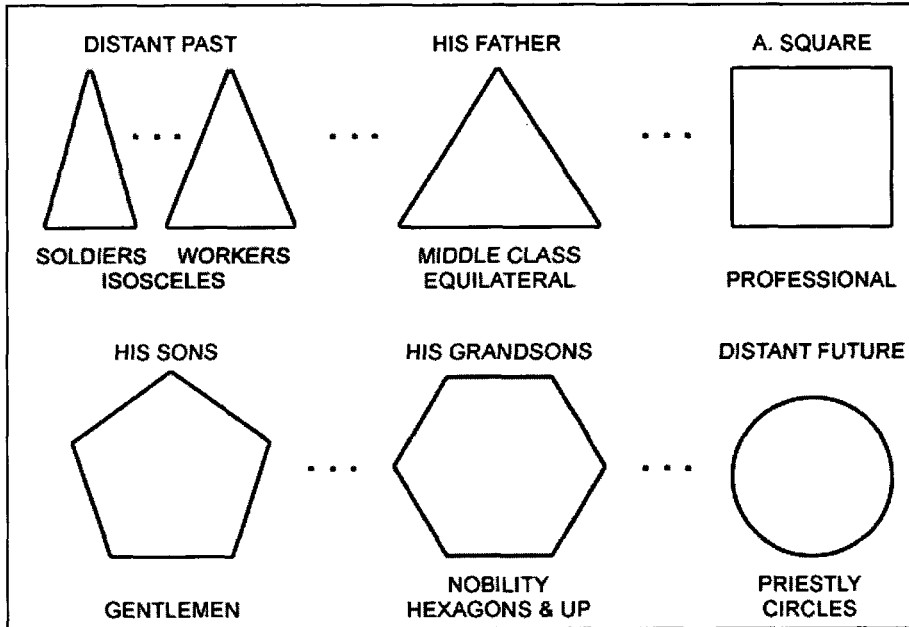 DISTANT PAST
HIS FATHER
A. SQUARE
SOLDIERS WORKERS
ISOSCELES
MIDDLE CLASS
EQUILATERAL
PROFESSIONAL
HIS SONS
HIS GRANDSONS
DISTANT FUTURE
GENTLEMEN
NOBILITY
HEXAGONS & UP
PRIESTLY
CIRCLES